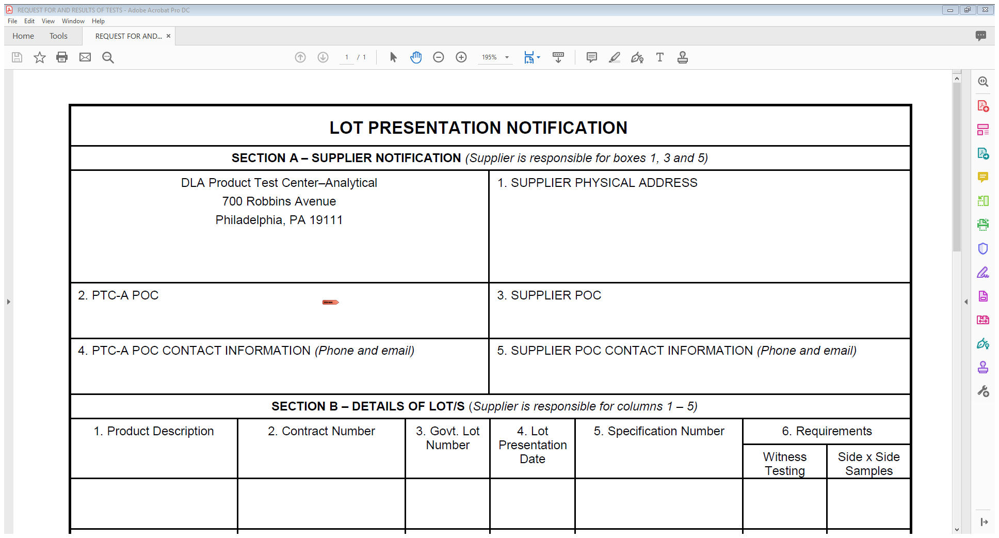 REQUEST FOR AND RESULTS OF TESTS - Adobe Acrobat Pro DC
File Edit View Window Help
Home Tools REQUEST FOR AND... ×
1 / 1 195%
LOT PRESENTATION NOTIFICATION
SECTION A – SUPPLIER NOTIFICATION (Supplier is responsible for boxes 1, 3 and 5)
DLA Product Test Center–Analytical
700 Robbins Avenue
Philadelphia, PA 19111
1. SUPPLIER PHYSICAL ADDRESS
2. PTC-A POC
3. SUPPLIER POC
4. PTC-A POC CONTACT INFORMATION (Phone and email)
5. SUPPLIER POC CONTACT INFORMATION (Phone and email)
SECTION B – DETAILS OF LOT/S (Supplier is responsible for columns 1 – 5)
1. Product Description
2. Contract Number
3. Govt. Lot
Number
4. Lot
Presentation
Date
5. Specification Number
6. Requirements
Witness
Testing
Side x Side
Samples